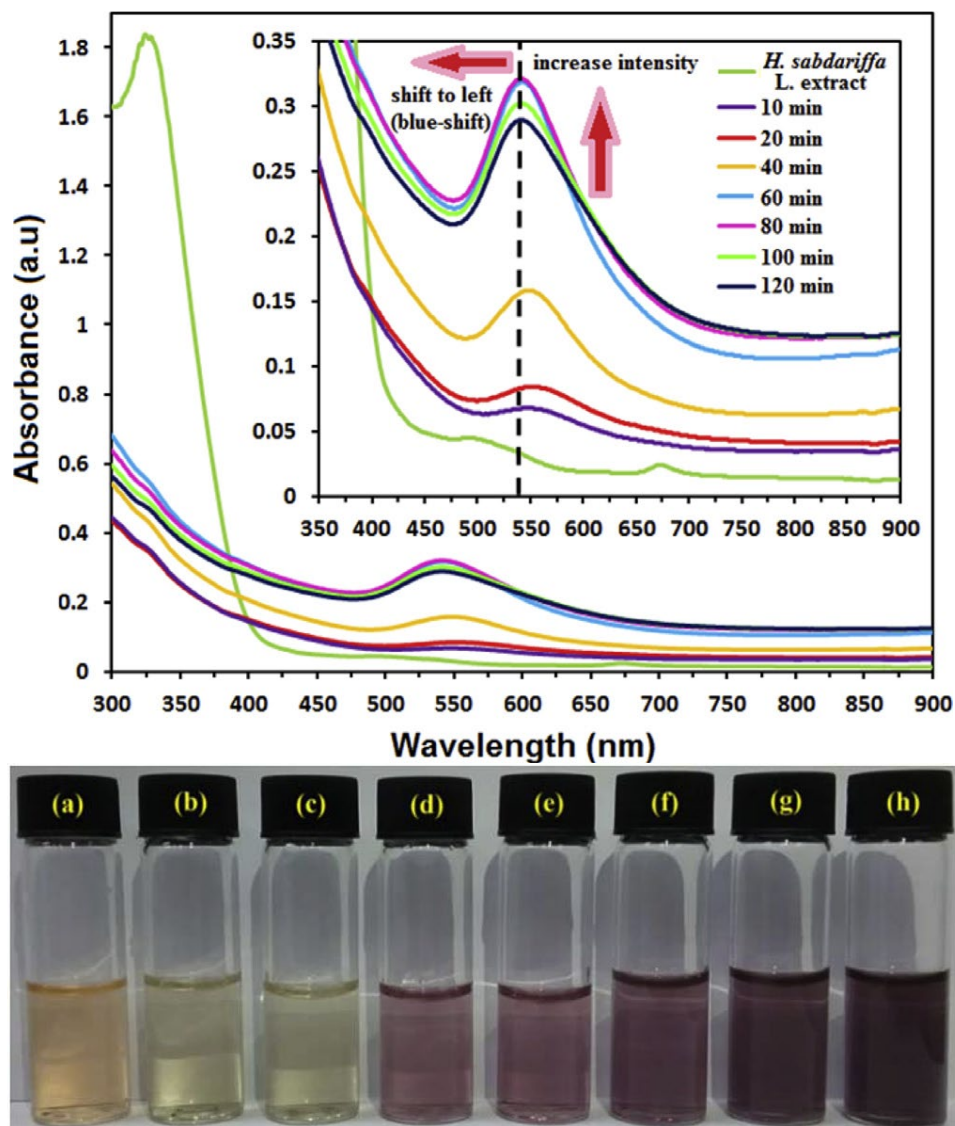 Absorbance (a.u)
1.8
1.6
1.4
1.2
1
0.8
0.6
0.4
0.2
0
300 350 400 450 500 550 600 650 700 750 800 850 900
Wavelength (nm)
0.35
0.3
0.25
0.2
0.15
0.1
0.05
0
350 400 450 500 550 600 650 700 750 800 850 900
shift to left
(blue-shift)
increase intensity
H. sabdariffa
L. extract
10 min
20 min
40 min
60 min
80 min
100 min
120 min
(a) (b) (c) (d) (e) (f) (g) (h)